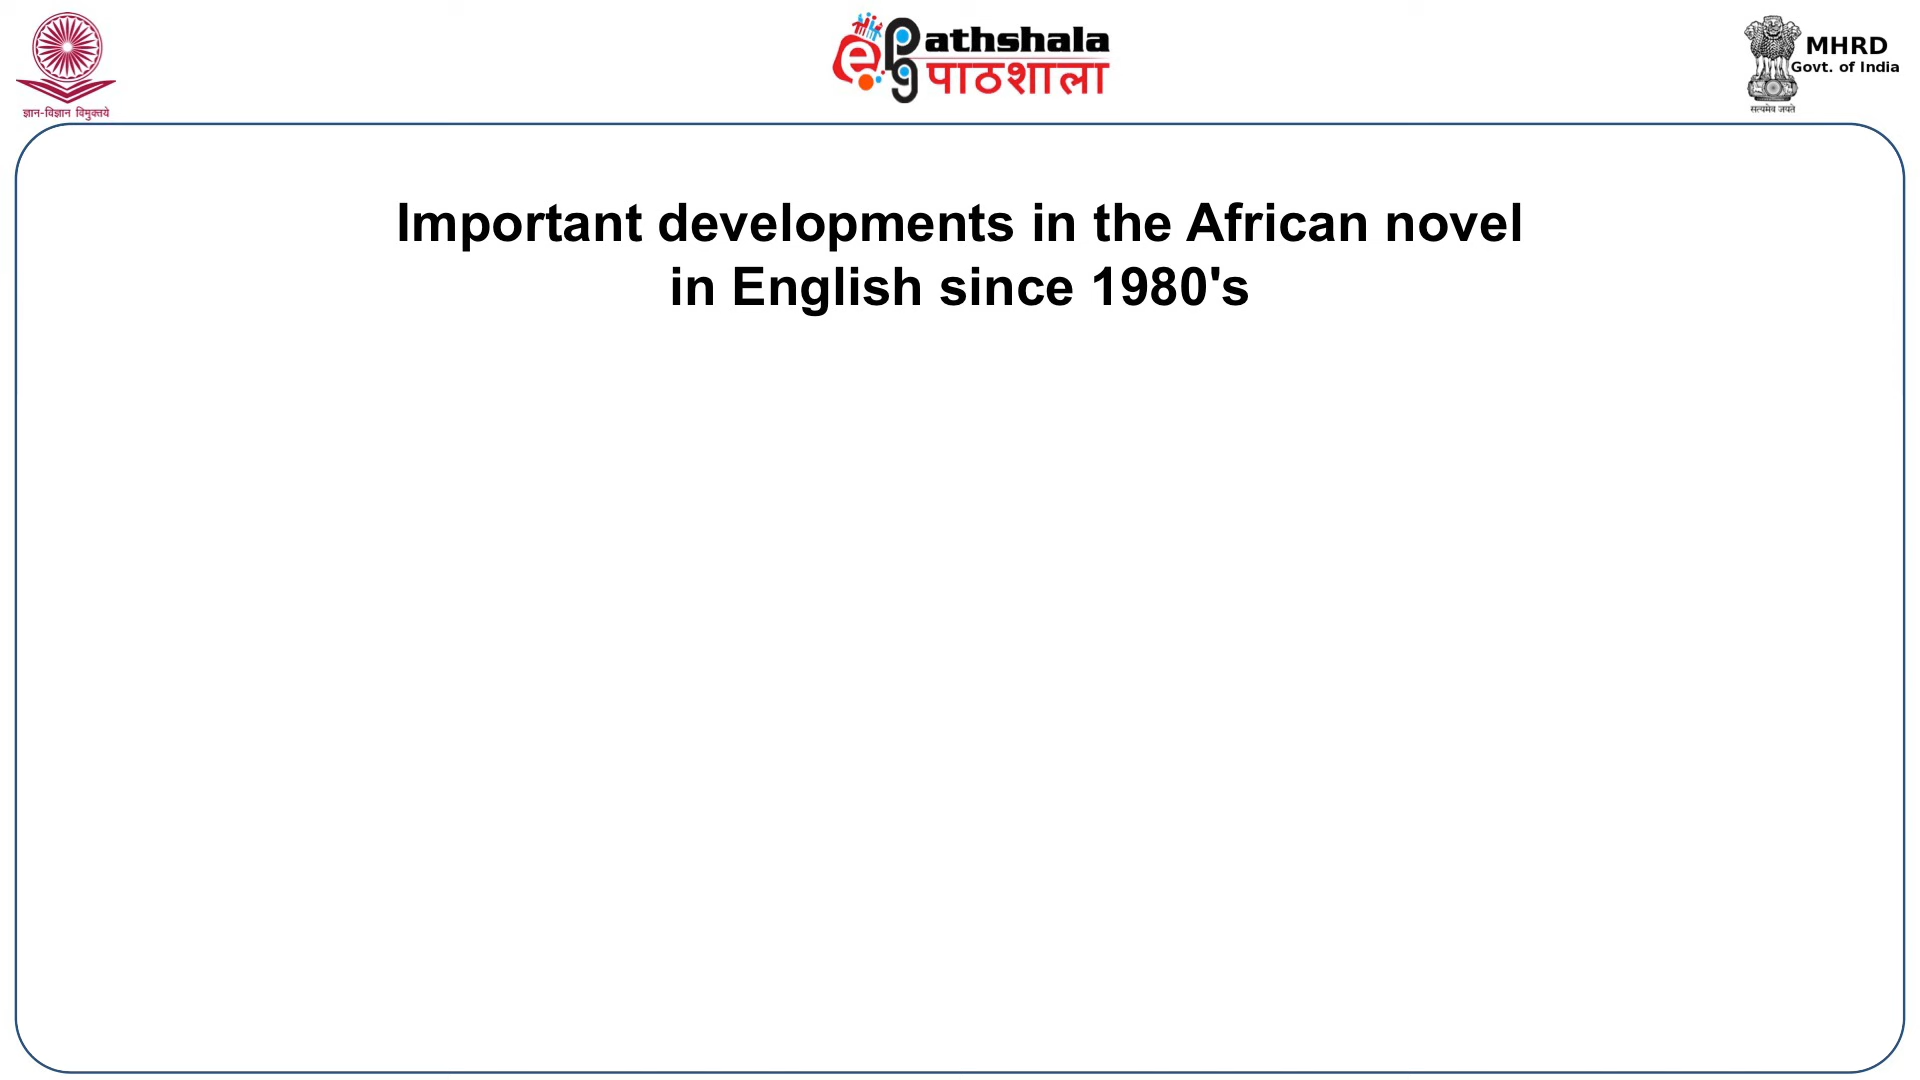 ज्ञान-विज्ञान विमुक्तये
e
pg
athshala
पाठशाला
MHRD
Govt. of India
सत्यमेव जयते
Important developments in the African novel
in English since 1980's